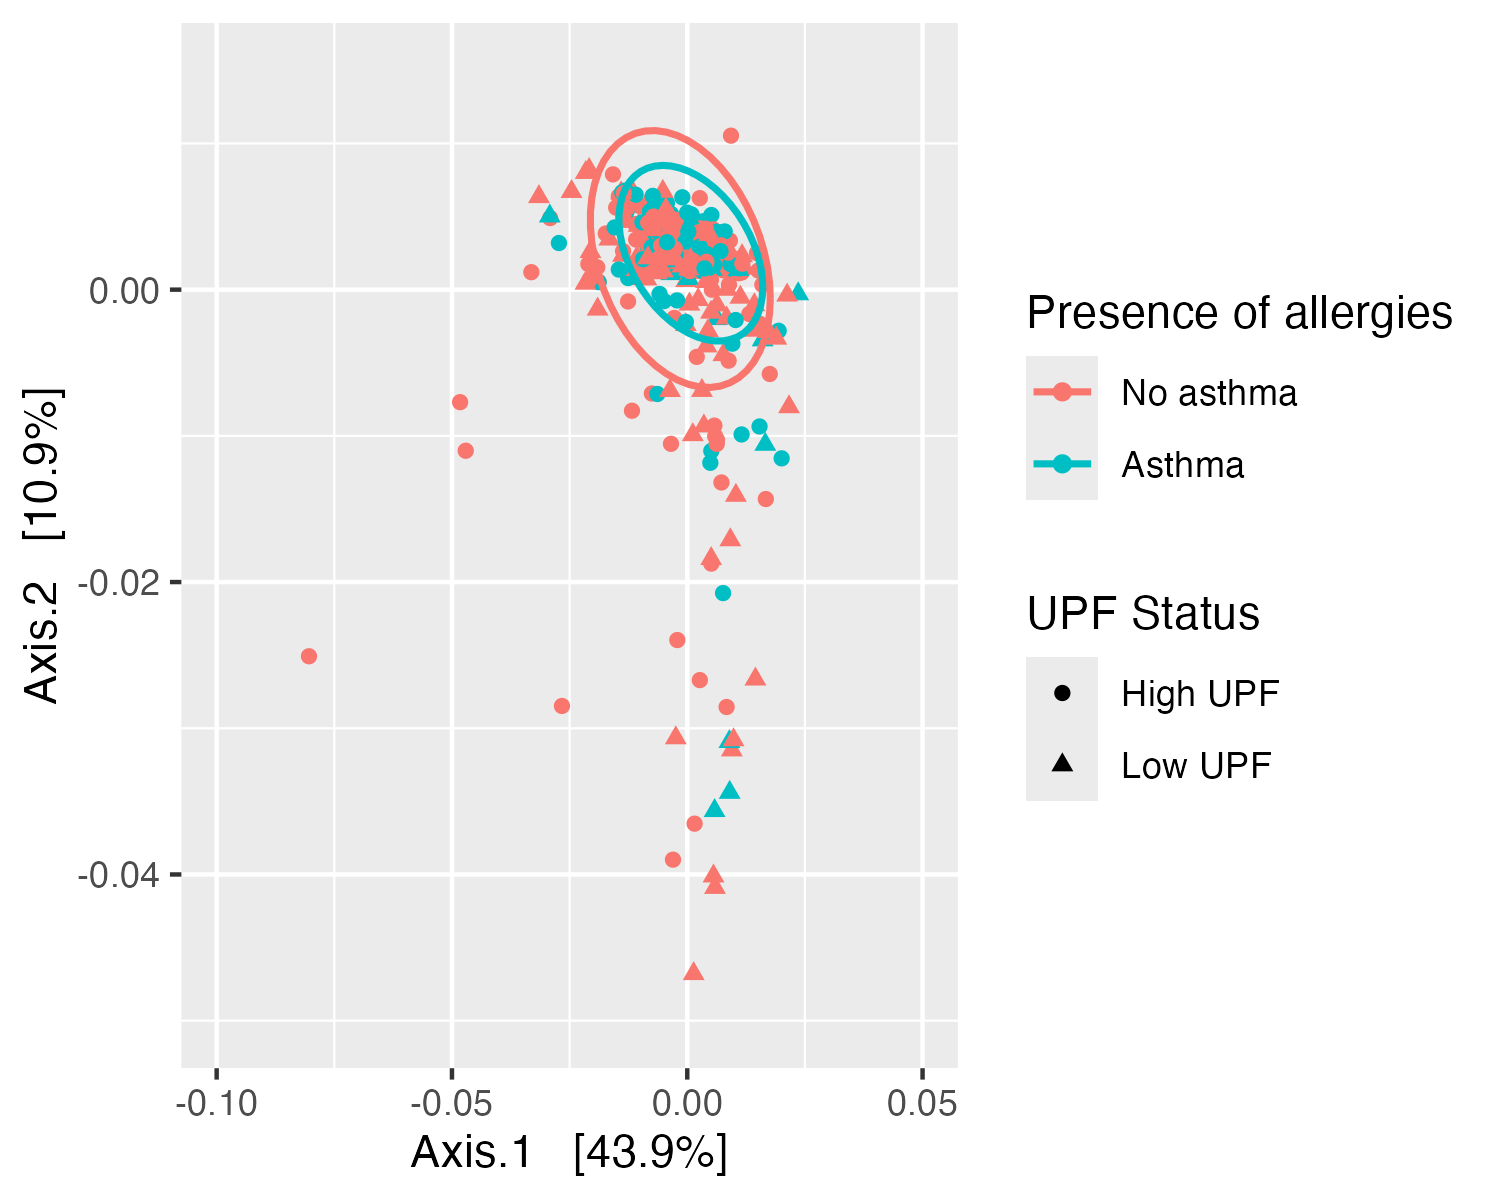 0.00
-0.02
-0.04
Axis.2 [10.9%]
-0.10
-0.05
0.00
0.05
Axis.1 [43.9%]
Presence of allergies
No asthma
Asthma
UPF Status
High UPF
Low UPF